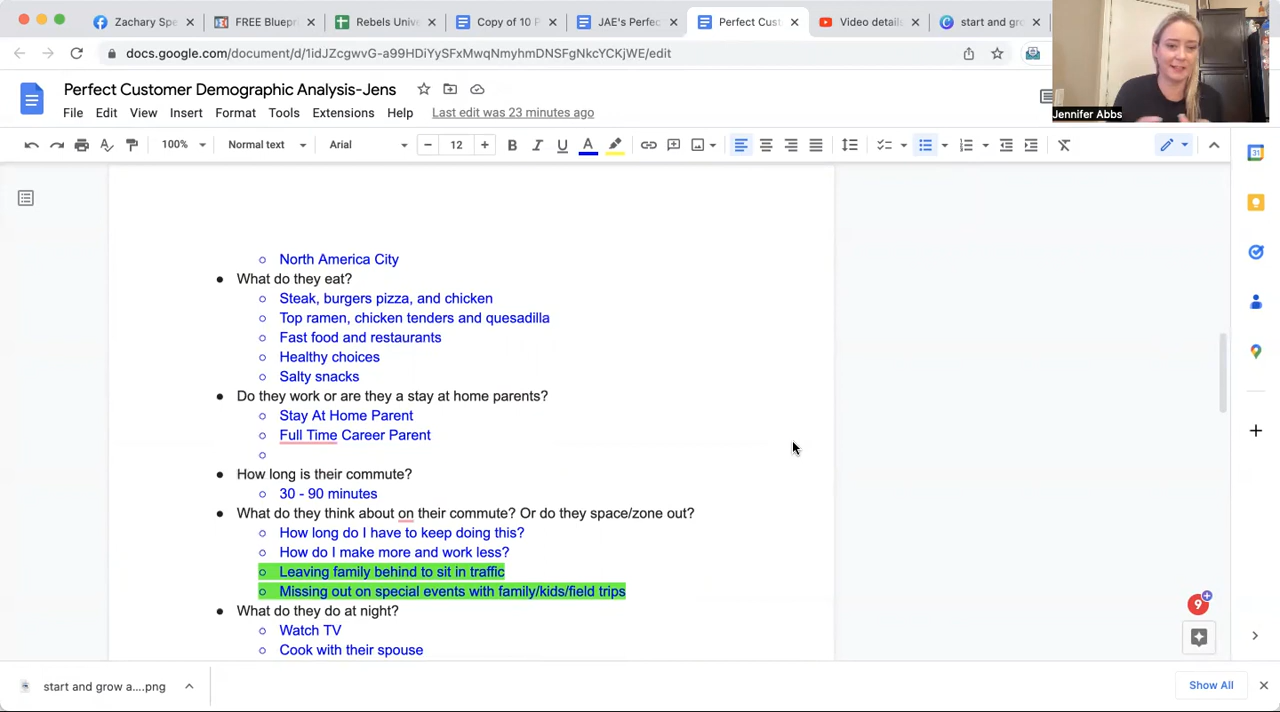 Zachary Spe
FREE Bluepri
Rebels Unive
Copy of 10 P
JAE's Perfec
Perfect Cust
Video details
start and gro
docs.google.com/document/d/1idJZcgwvG-a99HDiYySFxMwqNmyhmDNSFgNkcYCKjWE/edit
Perfect Customer Demographic Analysis-Jens
File Edit View Insert Format Tools Extensions Help Last edit was 23 minutes ago
Jennifer Abbs
100% Normal text Arial 12
North America City
What do they eat?
Steak, burgers pizza, and chicken
Top ramen, chicken tenders and quesadilla
Fast food and restaurants
Healthy choices
Salty snacks
Do they work or are they a stay at home parents?
Stay At Home Parent
Full Time Career Parent
How long is their commute?
30 - 90 minutes
What do they think about on their commute? Or do they space/zone out?
How long do I have to keep doing this?
How do I make more and work less?
Leaving family behind to sit in traffic
Missing out on special events with family/kids/field trips
What do they do at night?
Watch TV
Cook with their spouse
9
start and grow a....png
Show All